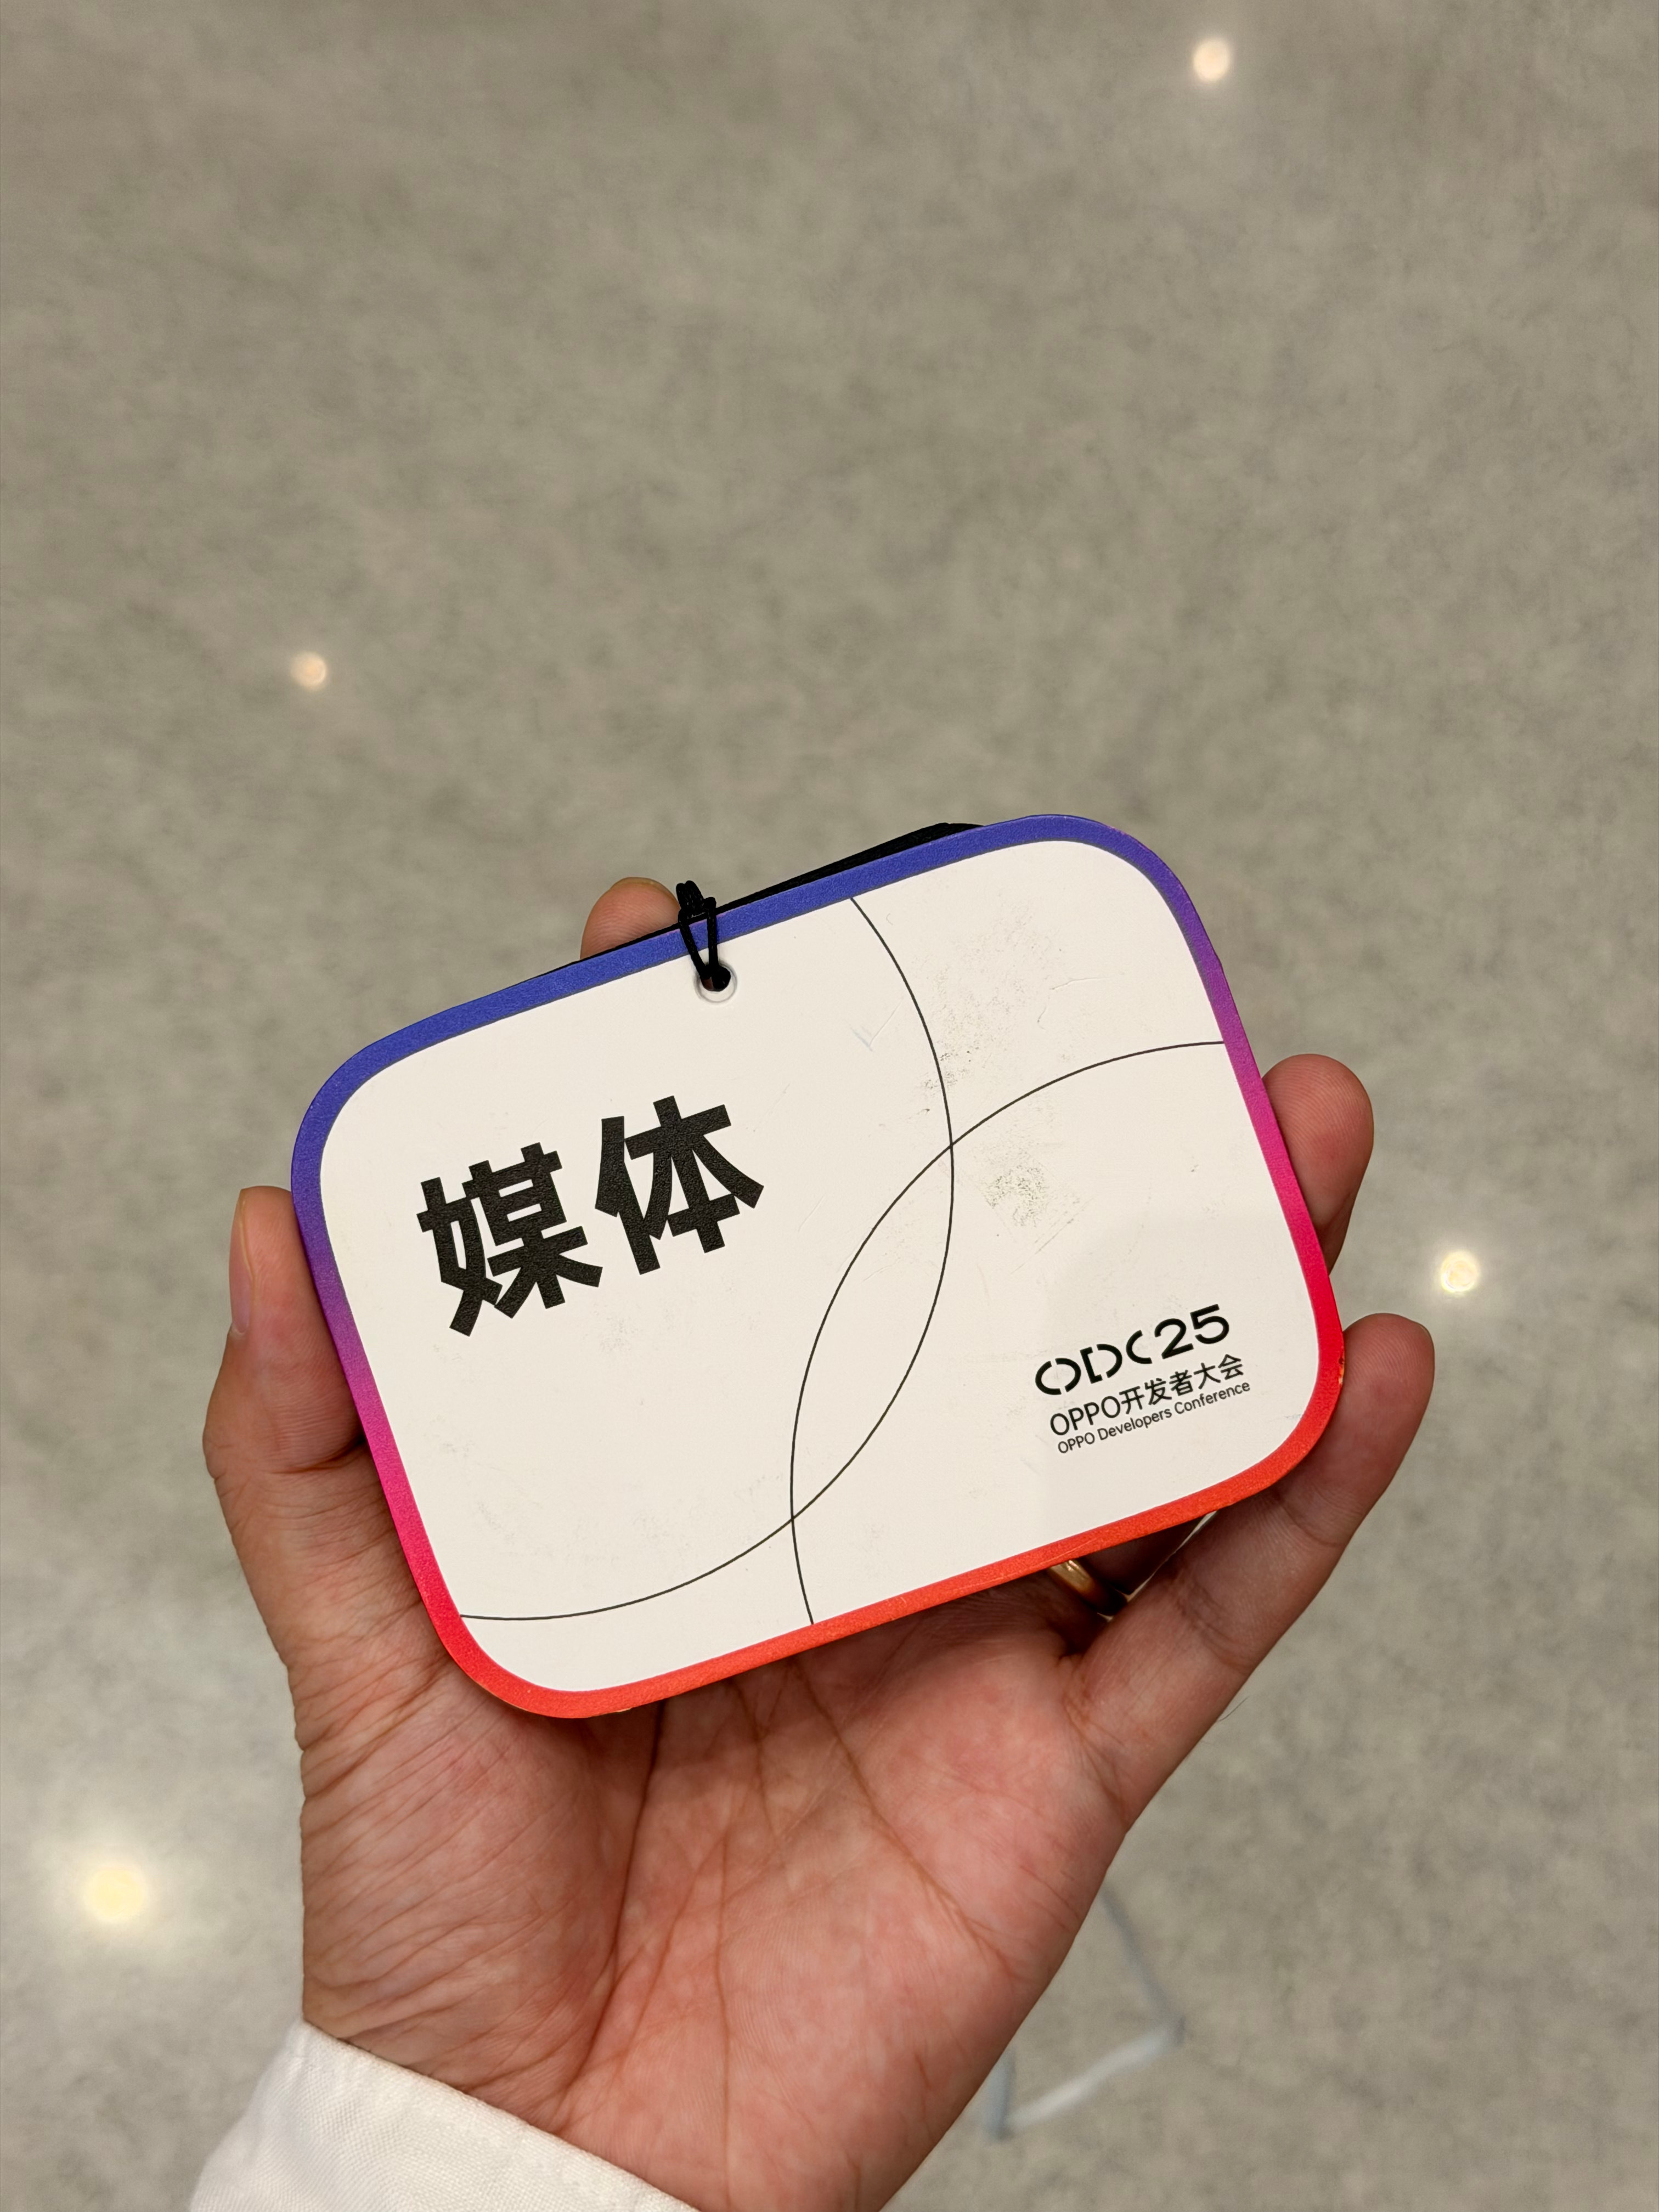 媒体
ODC25
OPPO开发者大会
OPPO Developers Conference